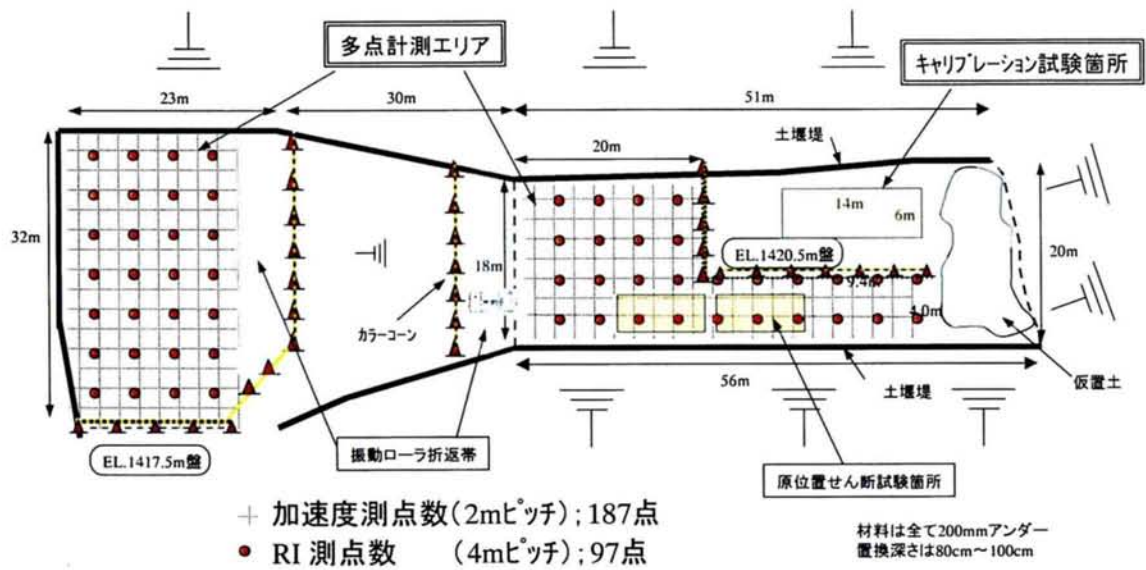 多点計測エリア
キャリブレーション試験箇所
23m
30m
51m
土堰堤
20m
14m
6m
32m
18m
EL.1420.5m盤
20m
9.4m
4.0m
カラーコーン
56m
土堰堤
仮置土
EL.1417.5m盤
振動ローラ折返帯
原位置せん断試験箇所
加速度測点数(2mピッチ);187点
RI 測点数 (4mピッチ);97点
材料は全て200mmアンダー
置換深さは80cm～100cm